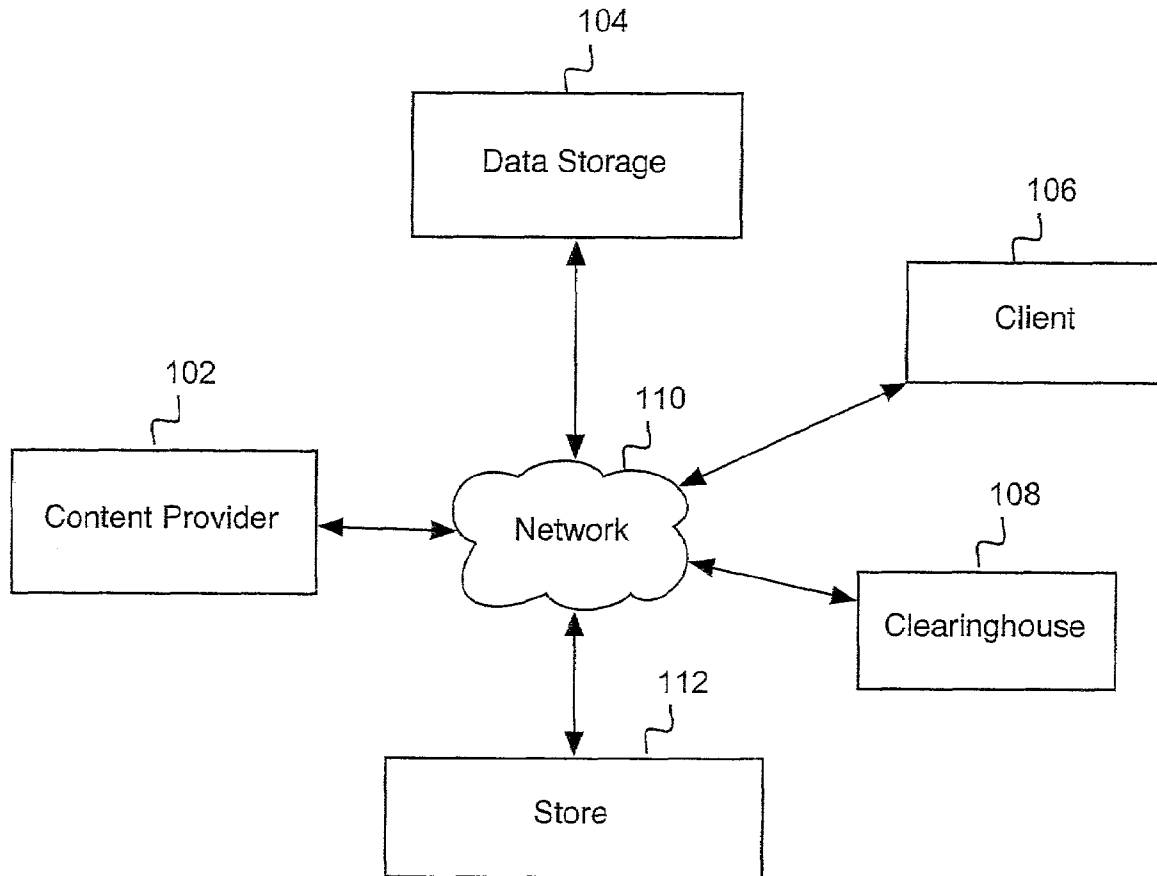 104
Data Storage
106
Client
102
Content Provider
110
Network
108
Clearinghouse
112
Store